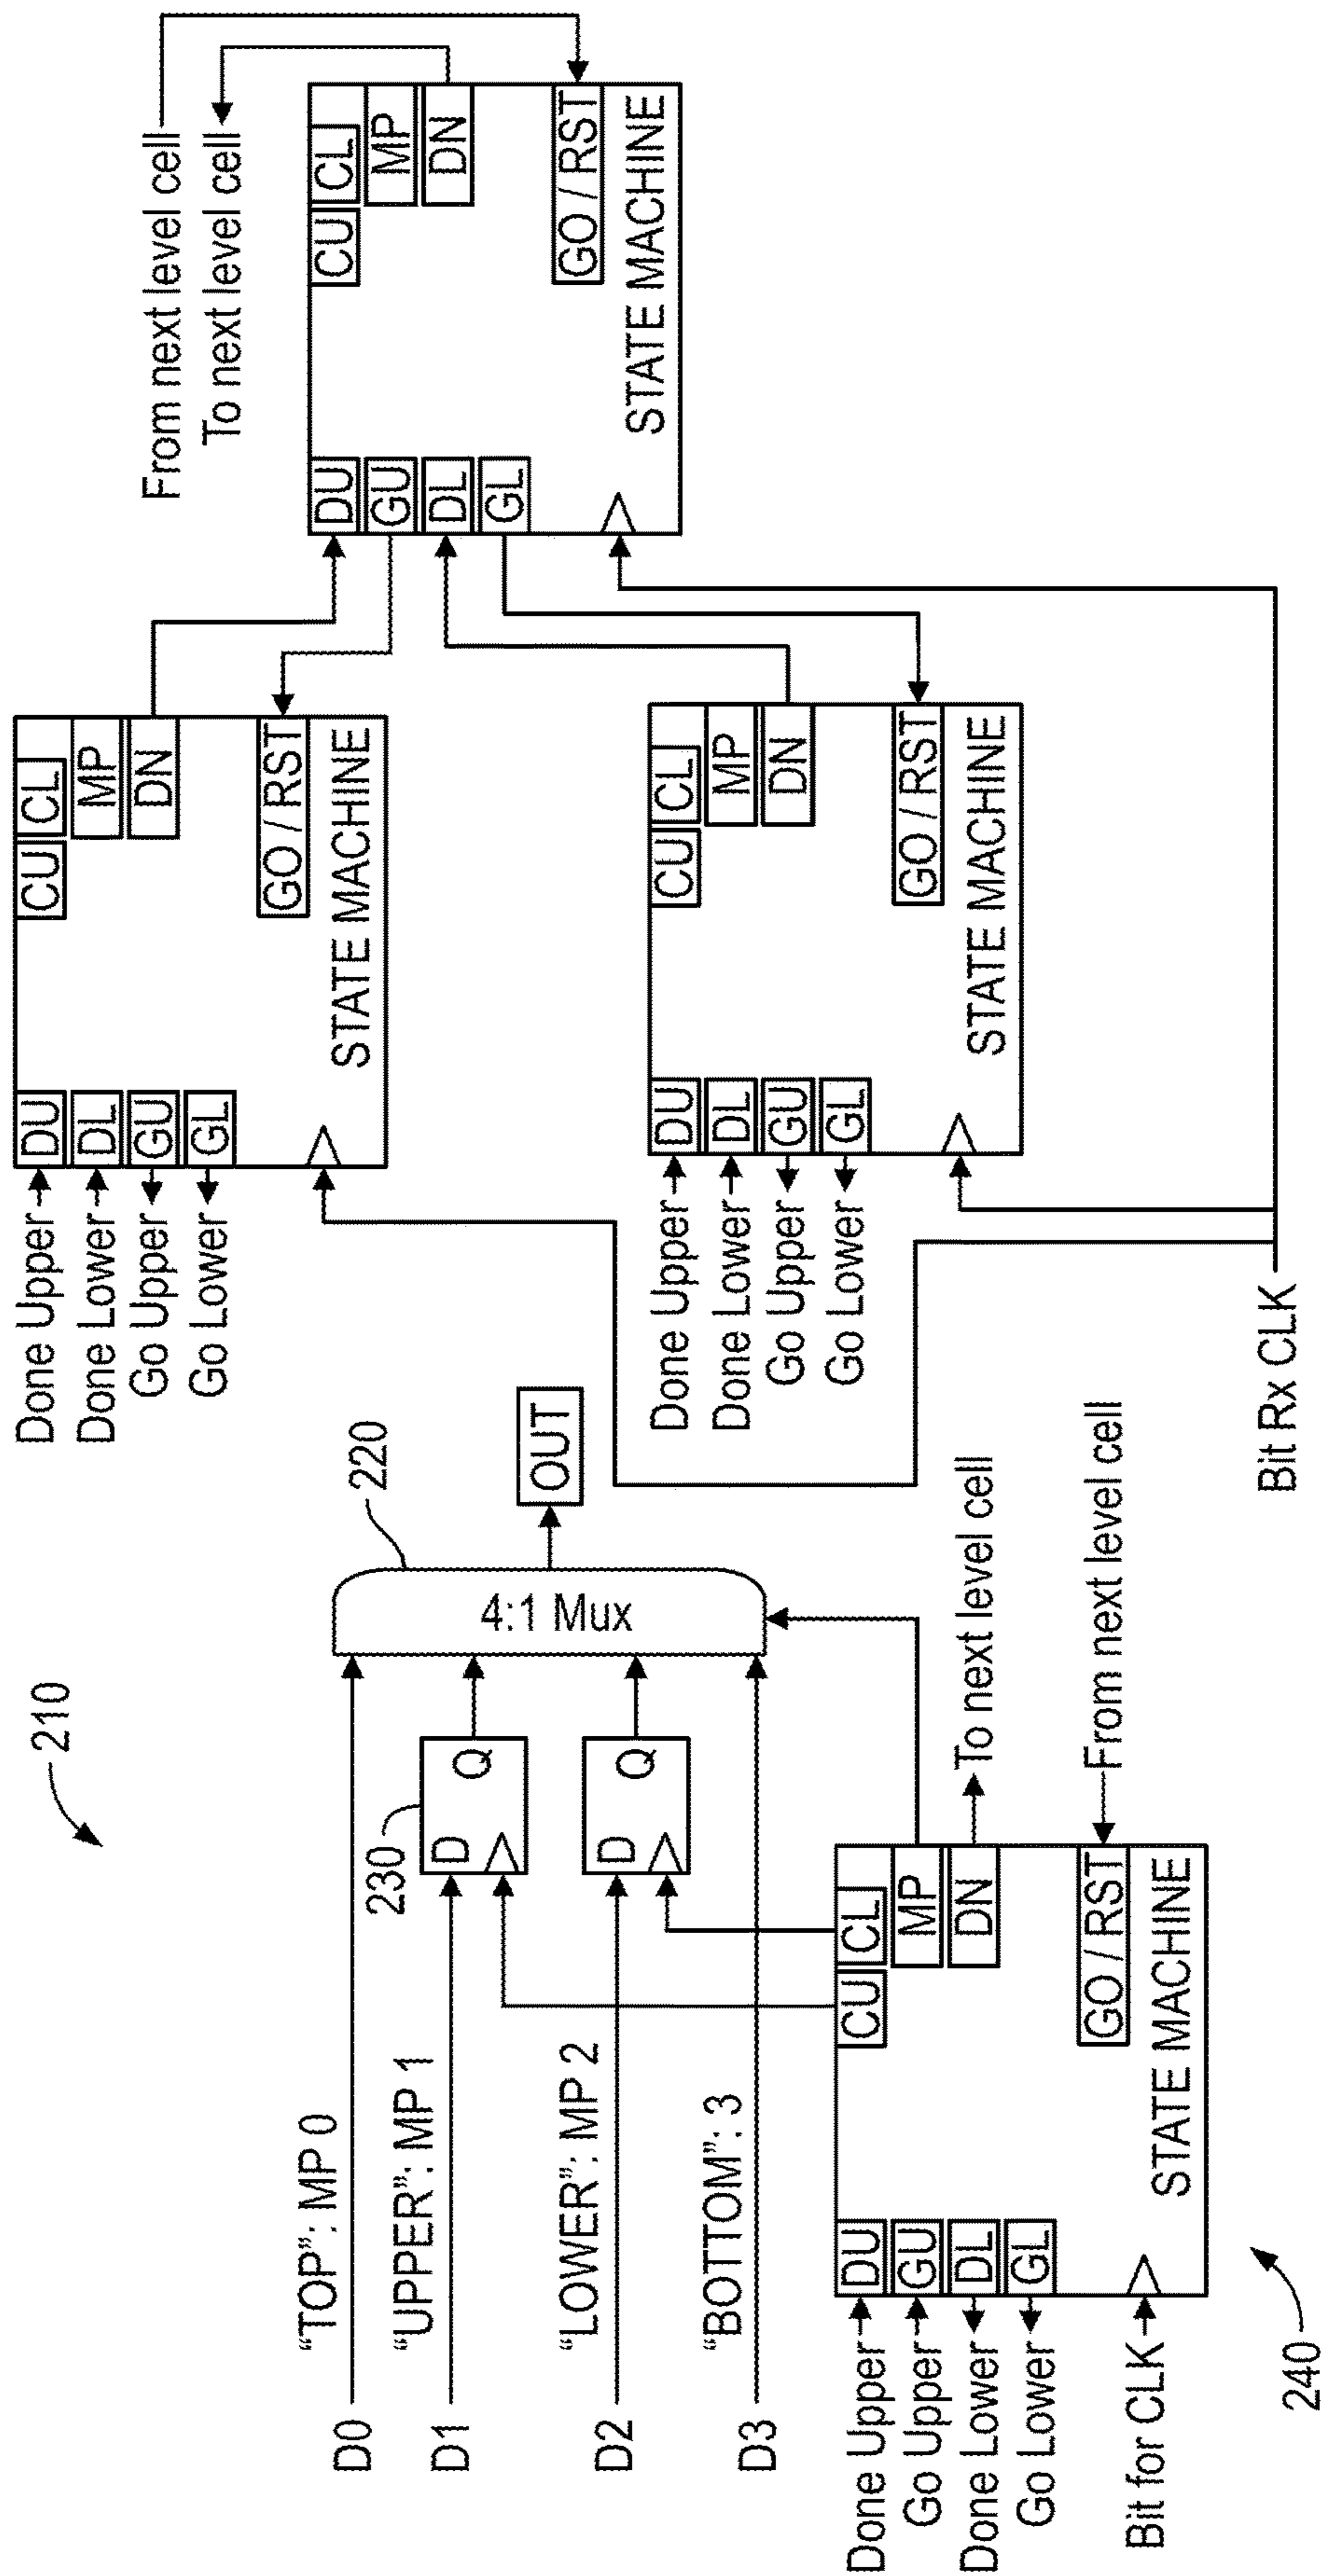 210
D0
"TOP": MP 0
D1
"UPPER": MP 1
D2
"LOWER": MP 2
D3
"BOTTOM": 3
230
D
Q
D
Q
220
4:1 Mux
OUT
Done Upper
Go Upper
Done Lower
Go Lower
Bit for CLK
240
DU
GU
DL
GL
CU
CL
MP
DN
GO / RST
STATE MACHINE
To next level cell
From next level cell
Done Upper
Done Lower
Go Upper
Go Lower
DU
DL
GU
GL
CU
CL
MP
DN
GO / RST
STATE MACHINE
Done Upper
Done Lower
Go Upper
Go Lower
DU
DL
GU
GL
CU
CL
MP
DN
GO / RST
STATE MACHINE
Bit Rx CLK
From next level cell
To next level cell
DU
GU
DL
GL
CU
CL
MP
DN
GO / RST
STATE MACHINE